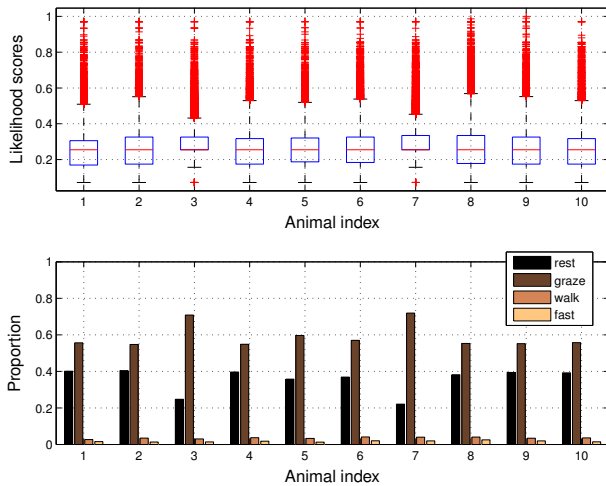 1
0.8
0.6
0.4
0.2
Likelihood scores
1 2 3 4 5 6 7 8 9 10
Animal index
rest
graze
walk
fast
1
0.8
0.6
0.4
0.2
0
Proportion
1 2 3 4 5 6 7 8 9 10
Animal index